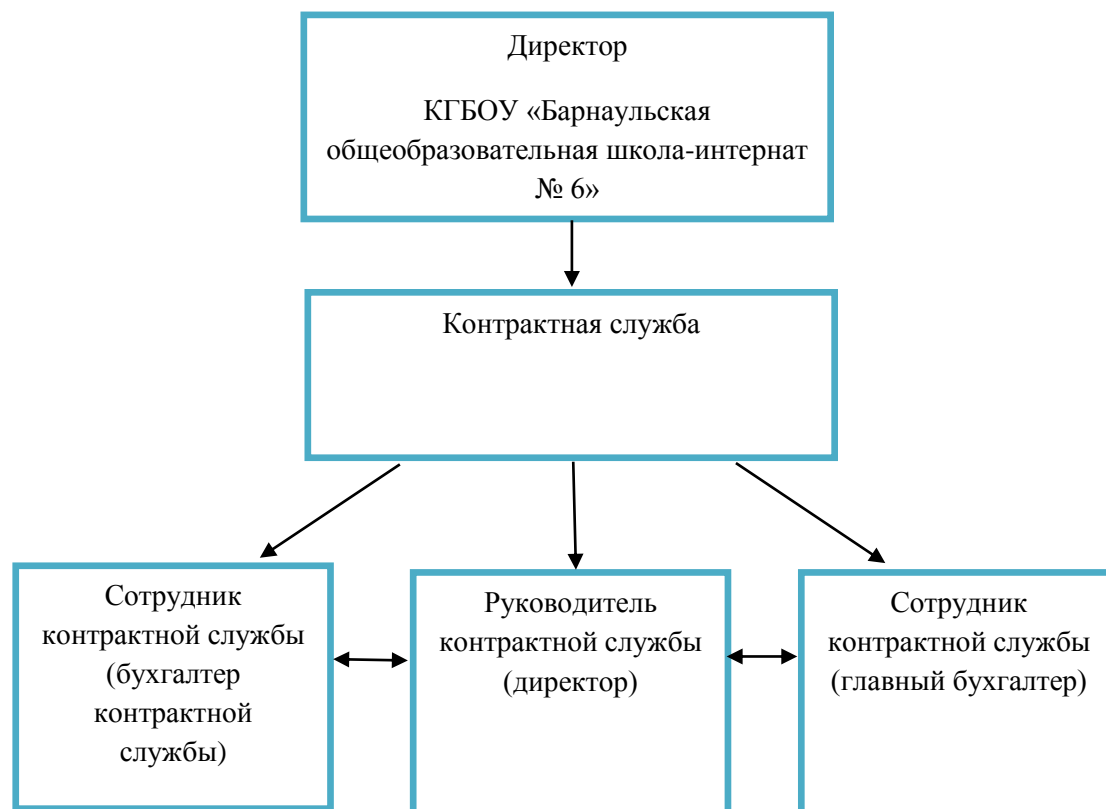 Директор
КГБОУ «Барнаульская
общеобразовательная школа-интернат
№ 6»
Контрактная служба
Сотрудник
контрактной службы
(бухгалтер
контрактной
службы)
Руководитель
контрактной службы
(директор)
Сотрудник
контрактной службы
(главный бухгалтер)